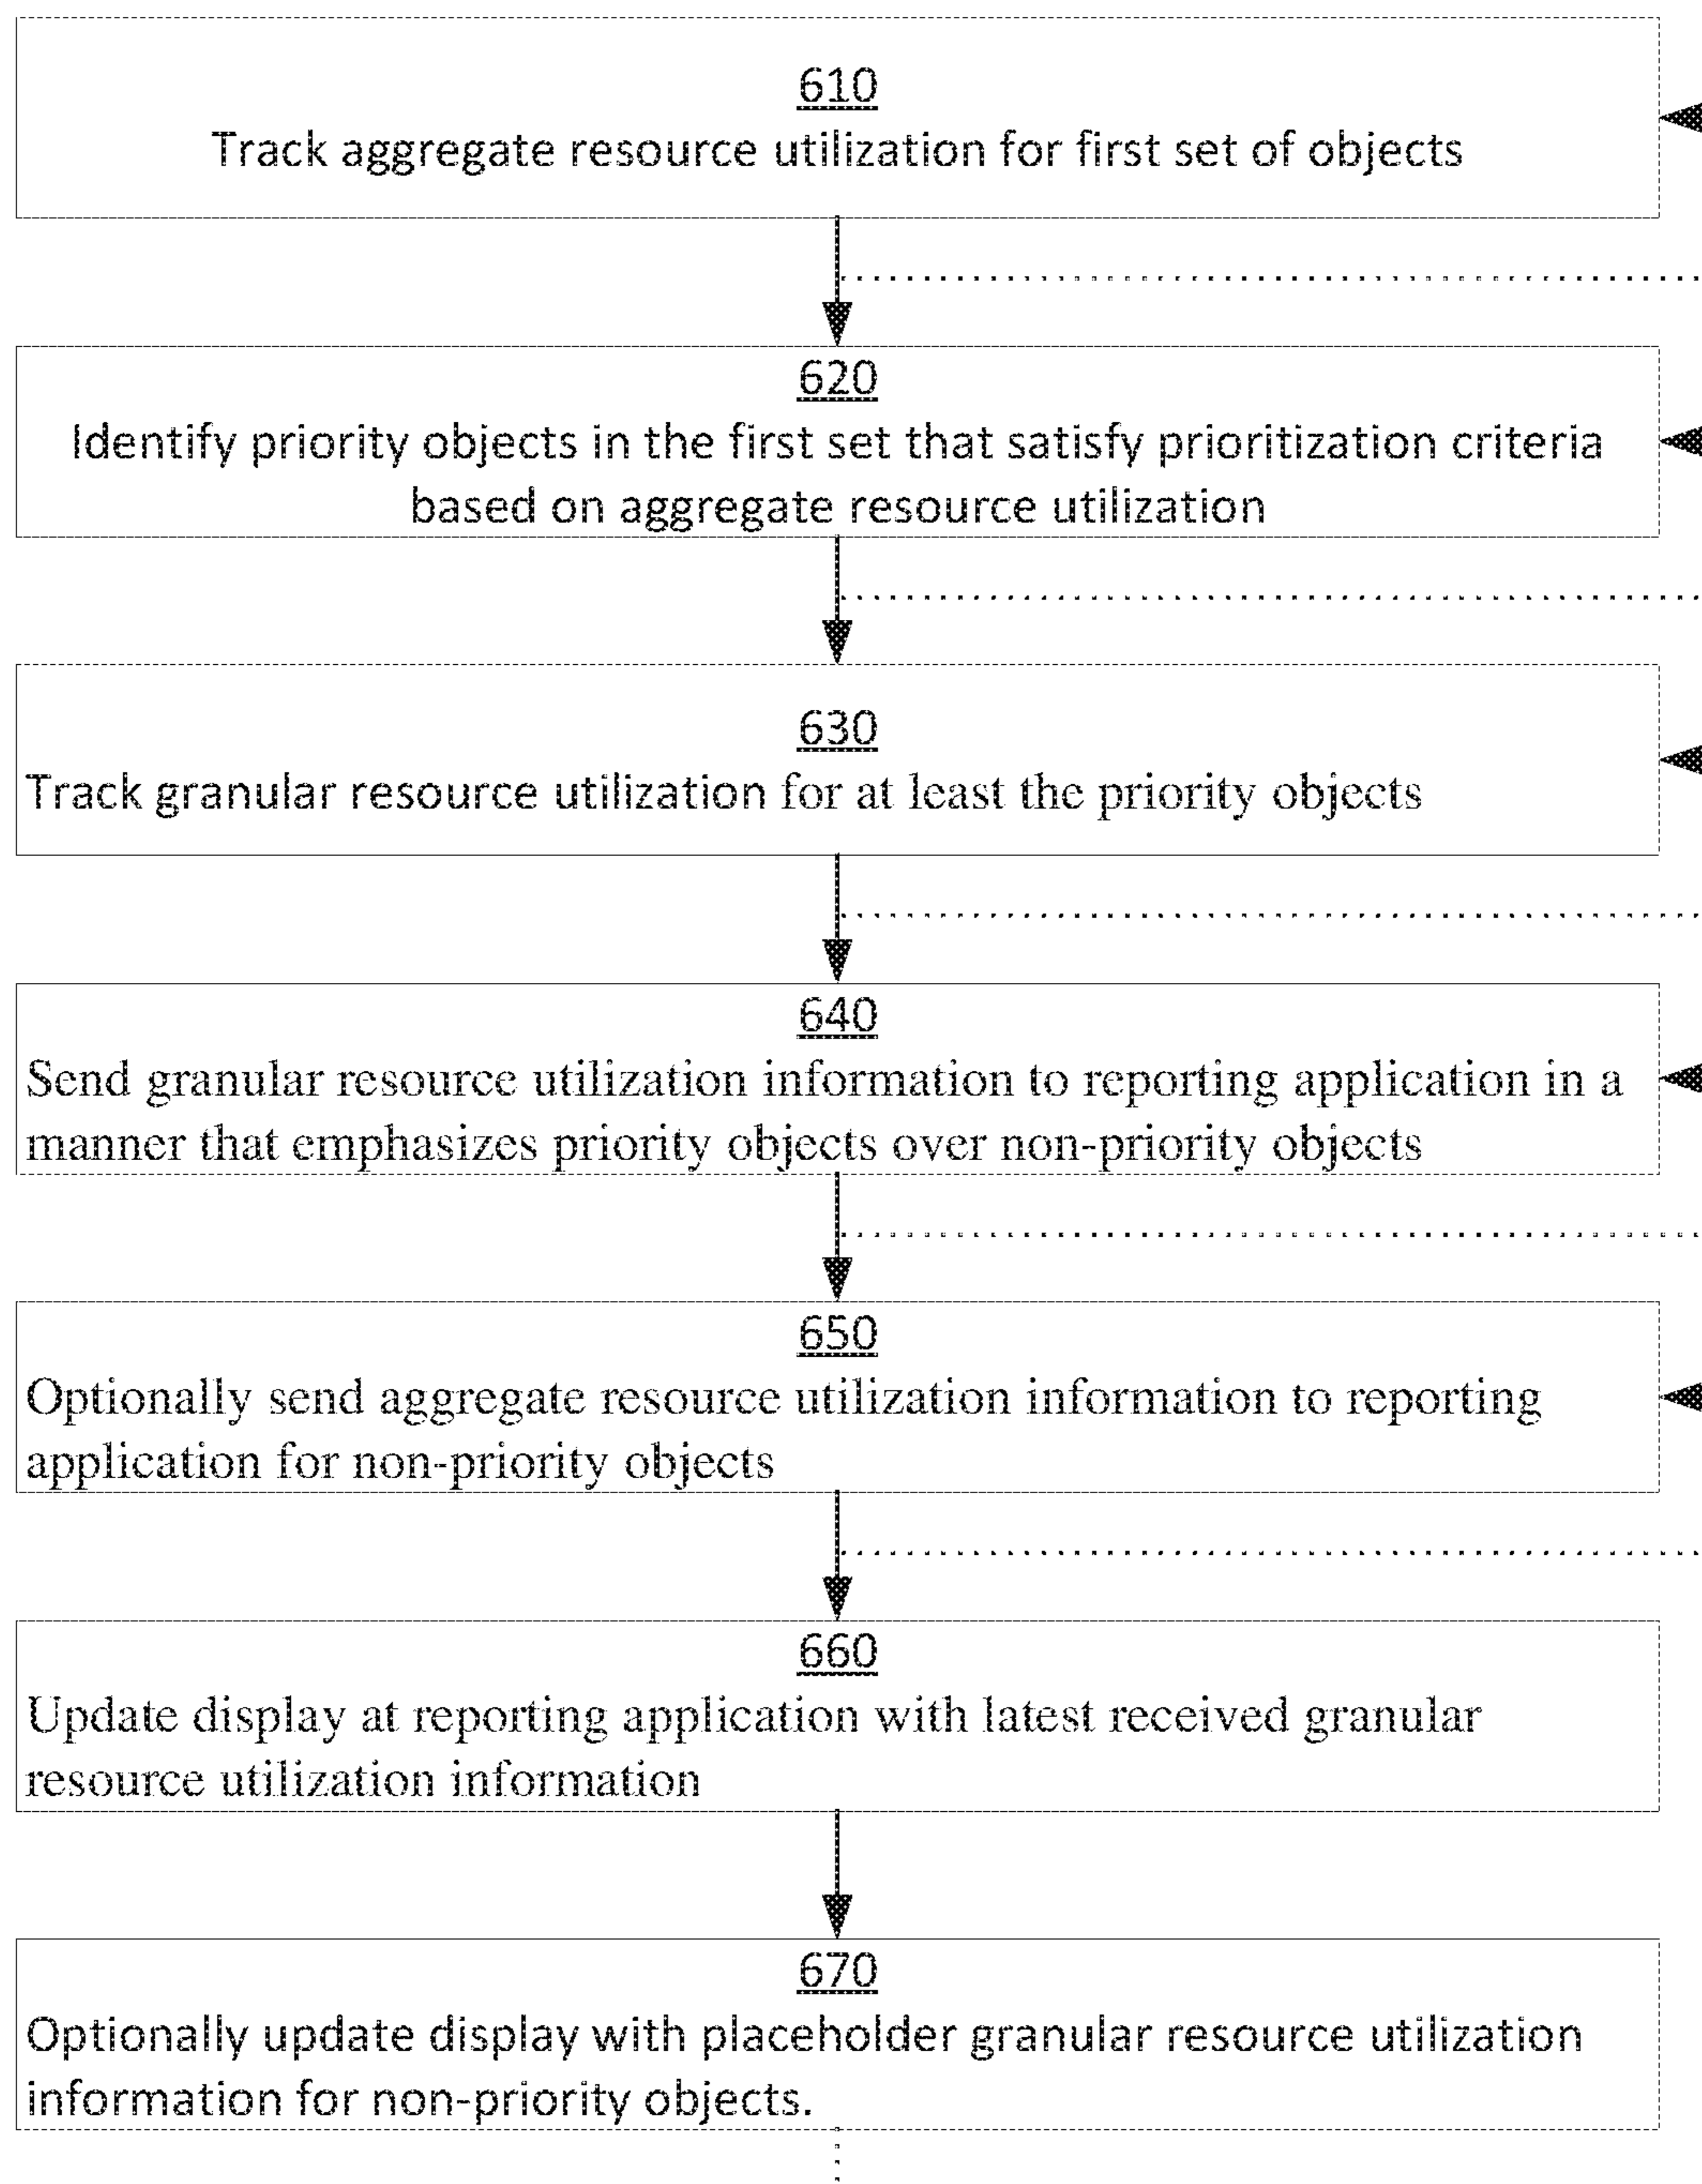 610
Track aggregate resource utilization for first set of objects
620
Identify priority objects in the first set that satisfy prioritization criteria
based on aggregate resource utilization
630
Track granular resource utilization for at least the priority objects
640
Send granular resource utilization information to reporting application in a
manner that emphasizes priority objects over non-priority objects
650
Optionally send aggregate resource utilization information to reporting
application for non-priority objects
660
Update display at reporting application with latest received granular
resource utilization information
670
Optionally update display with placeholder granular resource utilization
information for non-priority objects.